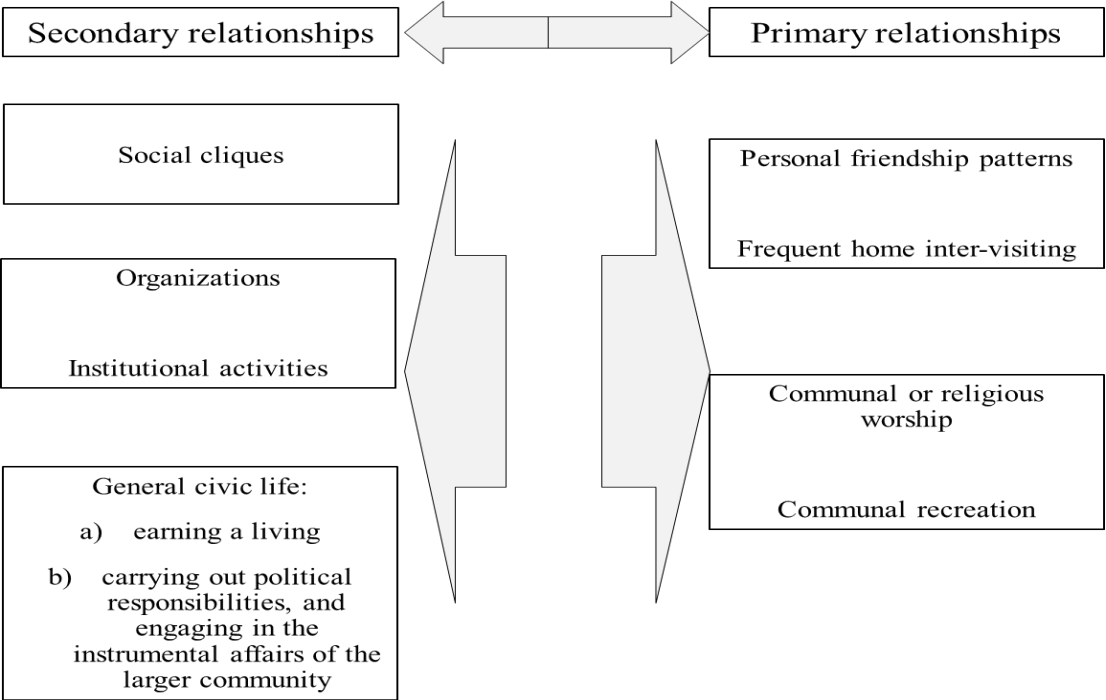 Secondary relationships
Primary relationships
Social cliques
Organizations
Institutional activities
General civic life:
a) earning a living
b) carrying out political
responsibilities, and
engaging in the
instrumental affairs of the
larger community
Personal friendship patterns
Frequent home inter-visiting
Communal or religious
worship
Communal recreation